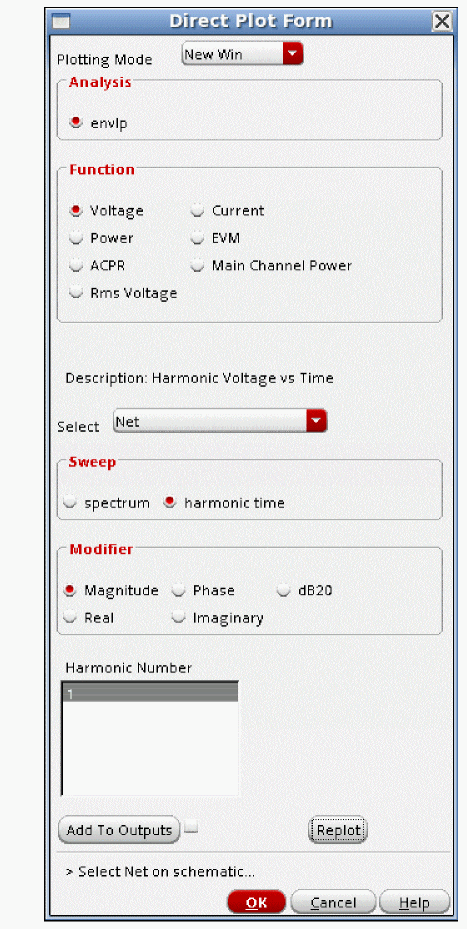 Direct Plot Form
Plotting Mode New Win
Analysis
envlp
Function
Voltage Current
Power EVM
ACPR Main Channel Power
Rms Voltage
Description: Harmonic Voltage vs Time
Select Net
Sweep
spectrum harmonic time
Modifier
Magnitude Phase dB20
Real Imaginary
Harmonic Number
1
Add To Outputs Replot
> Select Net on schematic...
OK Cancel Help